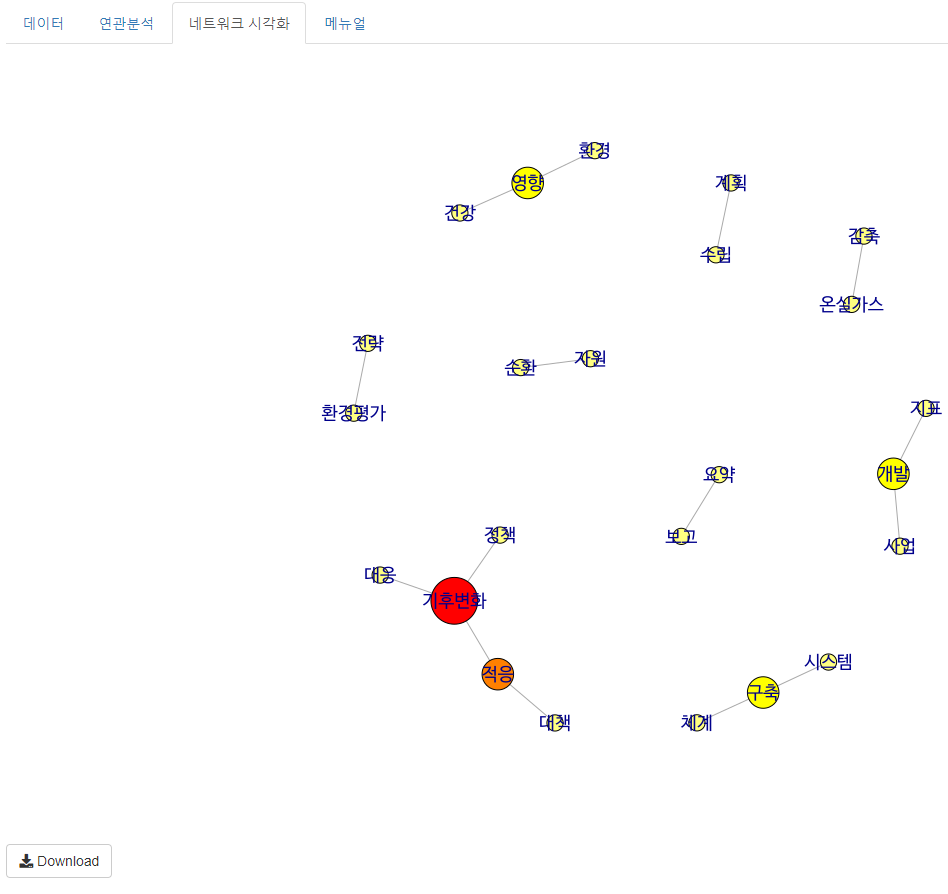 데이터
연관분석
네트워크 시각화
메뉴얼
환경
영향
건강
계획
수립
감축
온실가스
전략
환경평가
순환
자원
지표
개발
사업
요약
보고
정책
대응
기후변화
적응
대책
시스템
구축
체계
Download